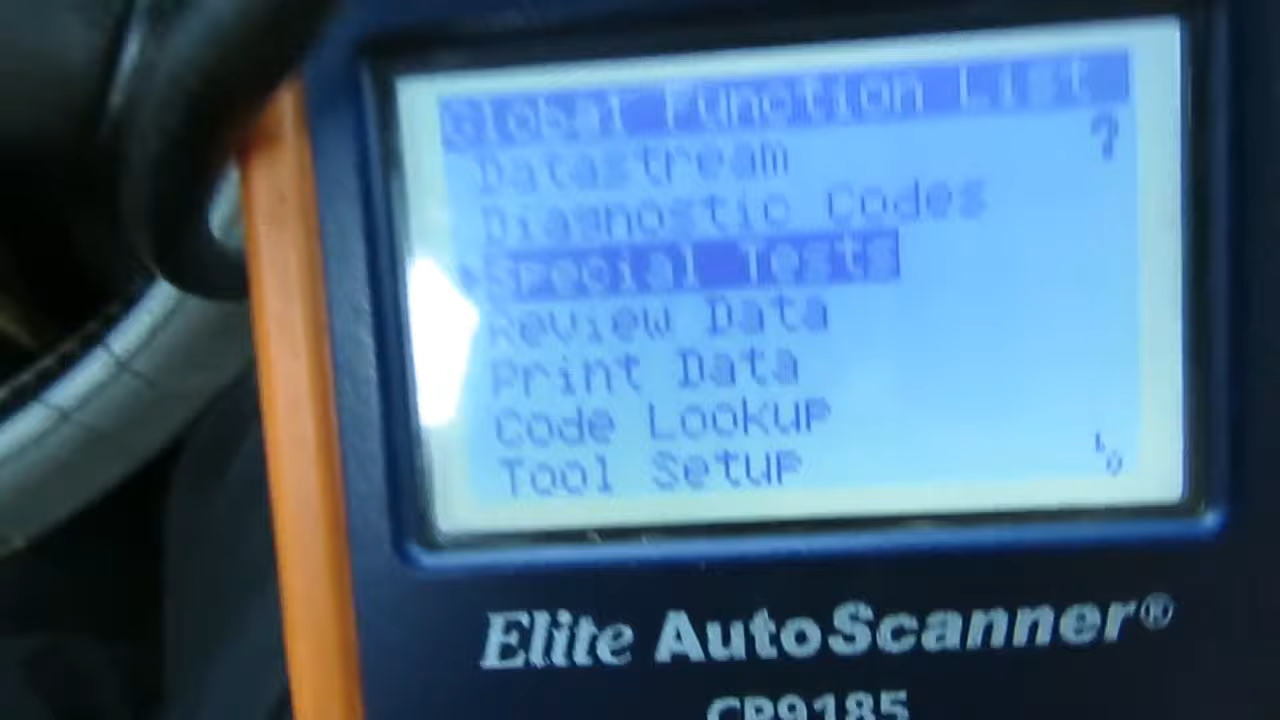 Global Function List
Datastream
?
Diagnostic Codes
Special Tests
Review Data
Print Data
Code Lookup
Tool Setup
Elite AutoScanner®
CP9185